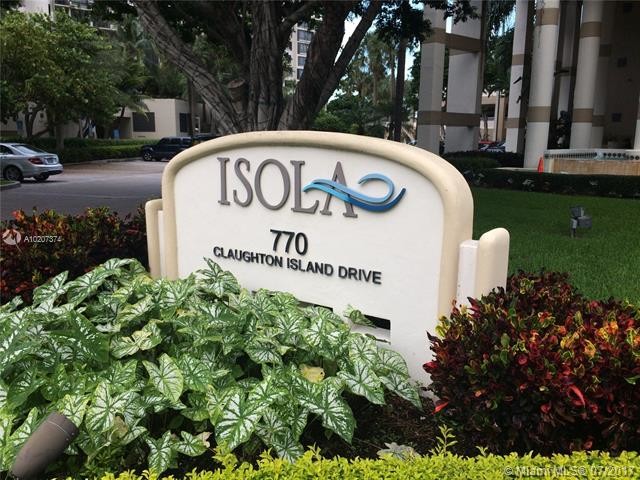 ISOLA
770
CLAUGHTON ISLAND DRIVE
A10207374
© Miami MLS © 07/2017